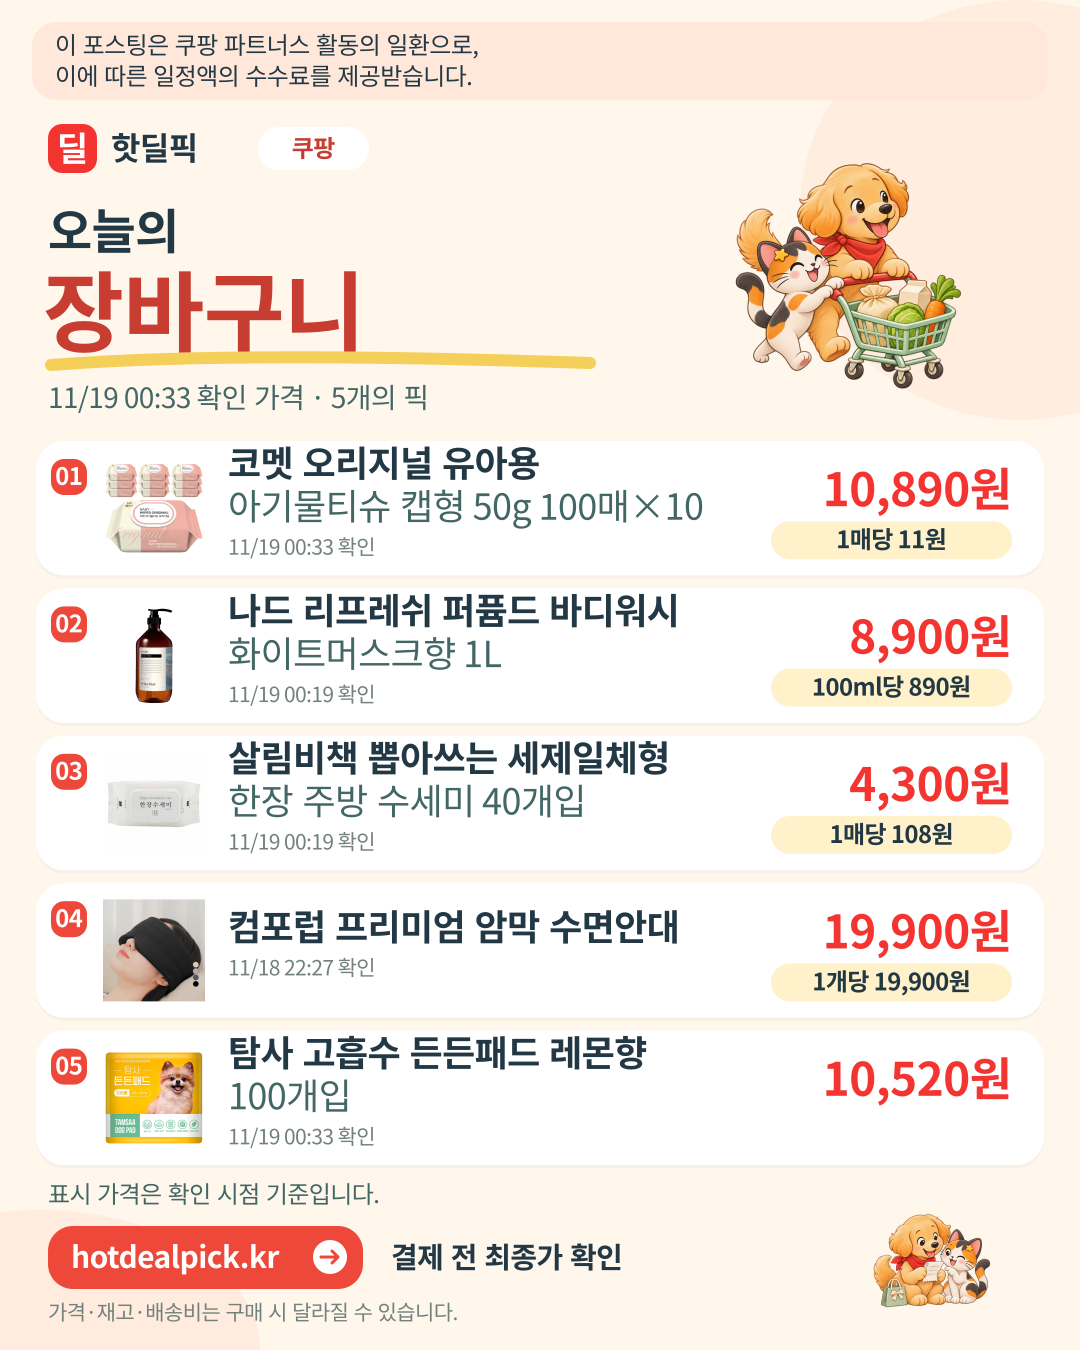 이 포스팅은 쿠팡 파트너스 활동의 일환으로,
이에 따른 일정액의 수수료를 제공받습니다.
딜 핫딜픽 쿠팡
오늘의
장바구니
11/19 00:33 확인 가격 · 5개의 픽
01
코멧 오리지널 유아용
아기물티슈 캡형 50g 100매×10
11/19 00:33 확인
10,890원
1매당 11원
02
나드 리프레쉬 퍼퓸드 바디워시
화이트머스크향 1L
11/19 00:19 확인
8,900원
100ml당 890원
03
한장수세미
살림비책 뽑아쓰는 세제일체형
한장 주방 수세미 40개입
11/19 00:19 확인
4,300원
1매당 108원
04
컴포럽 프리미엄 암막 수면안대
11/18 22:27 확인
19,900원
1개당 19,900원
05
탐사
든든패드
TAMSAA
DOG PAD
탐사 고흡수 든든패드 레몬향
100개입
11/19 00:33 확인
10,520원
표시 가격은 확인 시점 기준입니다.
hotdealpick.kr → 결제 전 최종가 확인
가격·재고·배송비는 구매 시 달라질 수 있습니다.